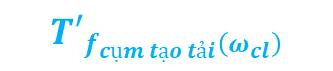 T′f cụm tạo tải(ωcl)